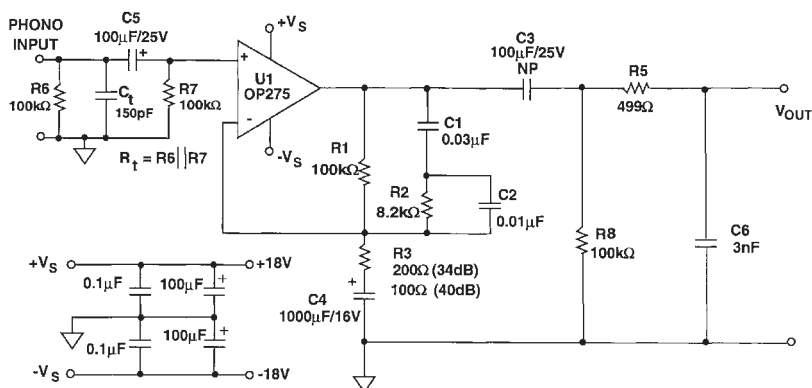 PHONO
INPUT
C5
100µF/25V
+
R6
100kΩ
Ct
150pF
R7
100kΩ
Rt = R6||R7
+VS
+
U1
OP275
-
-VS
R1
100kΩ
C1
0.03µF
R2
8.2kΩ
C2
0.01µF
R3
200Ω (34dB)
100Ω (40dB)
+
C4
1000µF/16V
C3
100µF/25V
NP
R5
499Ω
R8
100kΩ
C6
3nF
VOUT
+VS
+18V
0.1µF
100µF
+
0.1µF
100µF
+
-VS
-18V